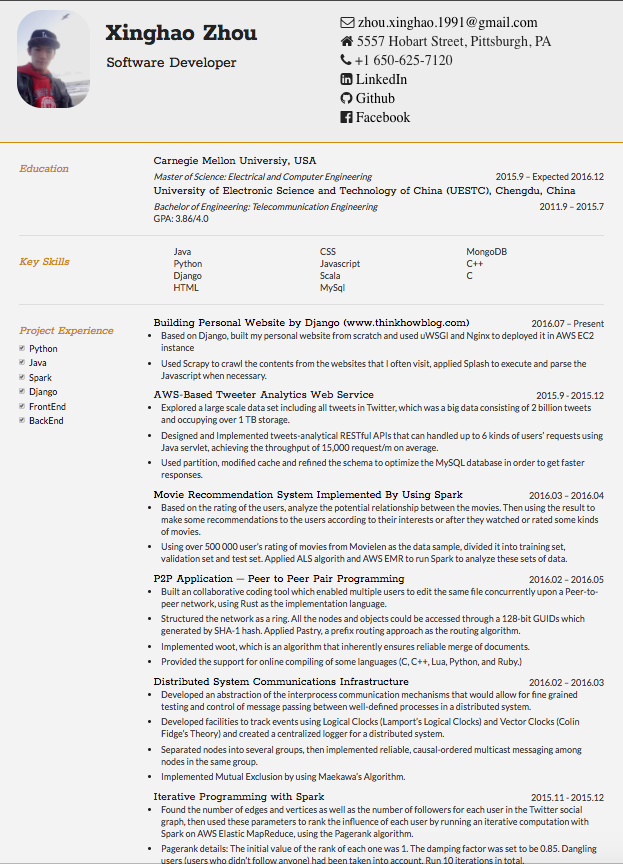 Xinghao Zhou
Software Developer
zhou.xinghao.1991@gmail.com
5557 Hobart Street, Pittsburgh, PA
+1 650-625-7120
LinkedIn
Github
Facebook
Education
Carnegie Mellon Universiy, USA
Master of Science: Electrical and Computer Engineering 2015.9 – Expected 2016.12
University of Electronic Science and Technology of China (UESTC), Chengdu, China
Bachelor of Engineering: Telecommunication Engineering 2011.9 – 2015.7
GPA: 3.86/4.0
Key Skills
Java CSS MongoDB
Python Javascript C++
Django Scala C
HTML MySql
Project Experience
Python
Java
Spark
Django
FrontEnd
BackEnd
Building Personal Website by Django (www.thinkhowblog.com) 2016.07 – Present
• Based on Django, built my personal website from scratch and used uWSGI and Nginx to deployed it in AWS EC2
instance
• Used Scrapy to crawl the contents from the websites that I often visit, applied Splash to execute and parse the
Javascript when necessary.
AWS-Based Tweeter Analytics Web Service 2015.9 - 2015.12
• Explored a large scale data set including all tweets in Twitter, which was a big data consisting of 2 billion tweets
and occupying over 1 TB storage.
• Designed and Implemented tweets-analytical RESTful APIs that can handled up to 6 kinds of users' requests using
Java servlet, achieving the throughput of 15,000 request/m on average.
• Used partition, modified cache and refined the schema to optimize the MySQL database in order to get faster
responses.
Movie Recommendation System Implemented By Using Spark 2016.03 – 2016.04
• Based on the rating of the users, analyze the potential relationship between the movies. Then using the result to
make some recommendations to the users according to their interests or after they watched or rated some kinds
of movies.
• Using over 500 000 user's rating of movies from Movielen as the data sample, divided it into training set,
validation set and test set. Applied ALS algorith and AWS EMR to run Spark to analyze these sets of data.
P2P Application — Peer to Peer Pair Programming 2016.02 – 2016.05
• Built an collaborative coding tool which enabled multiple users to edit the same file concurrently upon a Peer-to-
peer network, using Rust as the implementation language.
• Structured the network as a ring. All the nodes and objects could be accessed through a 128-bit GUIDs which
generated by SHA-1 hash. Applied Pastry, a prefix routing approach as the routing algorithm.
• Implemented woot, which is an algorithm that inherently ensures reliable merge of documents.
• Provided the support for online compiling of some languages (C, C++, Lua, Python, and Ruby.)
Distributed System Communications Infrastructure 2016.02 – 2016.03
• Developed an abstraction of the interprocess communication mechanisms that would allow for fine grained
testing and control of message passing between well-defined processes in a distributed system.
• Developed facilities to track events using Logical Clocks (Lamport's Logical Clocks) and Vector Clocks (Colin
Fidge's Theory) and created a centralized logger for a distributed system.
• Separated nodes into several groups, then implemented reliable, causal-ordered multicast messaging among
nodes in the same group.
• Implemented Mutual Exclusion by using Maekawa's Algorithm.
Iterative Programming with Spark 2015.11 - 2015.12
• Found the number of edges and vertices as well as the number of followers for each user in the Twitter social
graph, then used these parameters to rank the influence of each user by running an iterative computation with
Spark on AWS Elastic MapReduce, using the Pagerank algorithm.
• Pagerank details: The initial value of the rank of each one was 1. The damping factor was set to be 0.85. Dangling
users (users who didn't follow anyone) had been taken into account. Run 10 iterations in total.